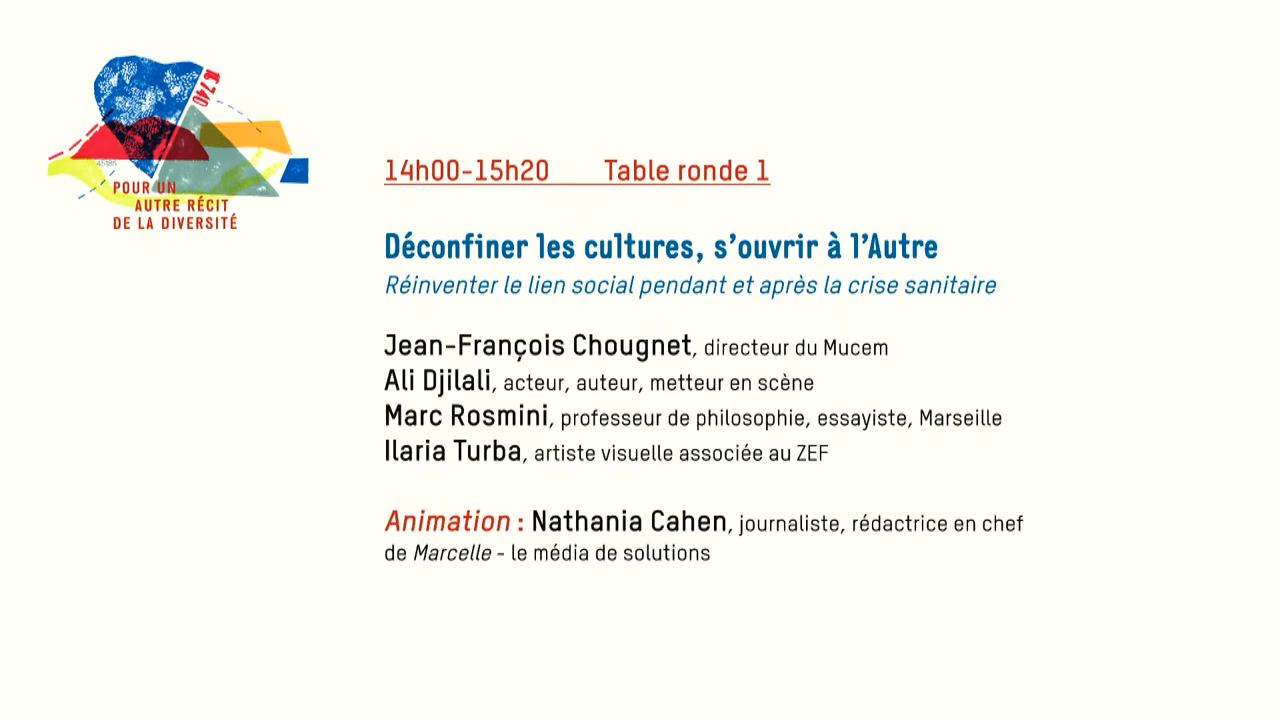 16 740
45186
POUR UN
AUTRE RÉCIT
DE LA DIVERSITÉ
14h00-15h20 Table ronde 1
Déconfiner les cultures, s’ouvrir à l’Autre
Réinventer le lien social pendant et après la crise sanitaire
Jean-François Chougnet, directeur du Mucem
Ali Djilali, acteur, auteur, metteur en scène
Marc Rosmini, professeur de philosophie, essayiste, Marseille
Ilaria Turba, artiste visuelle associée au ZEF
Animation : Nathania Cahen, journaliste, rédactrice en chef
de Marcelle - le média de solutions